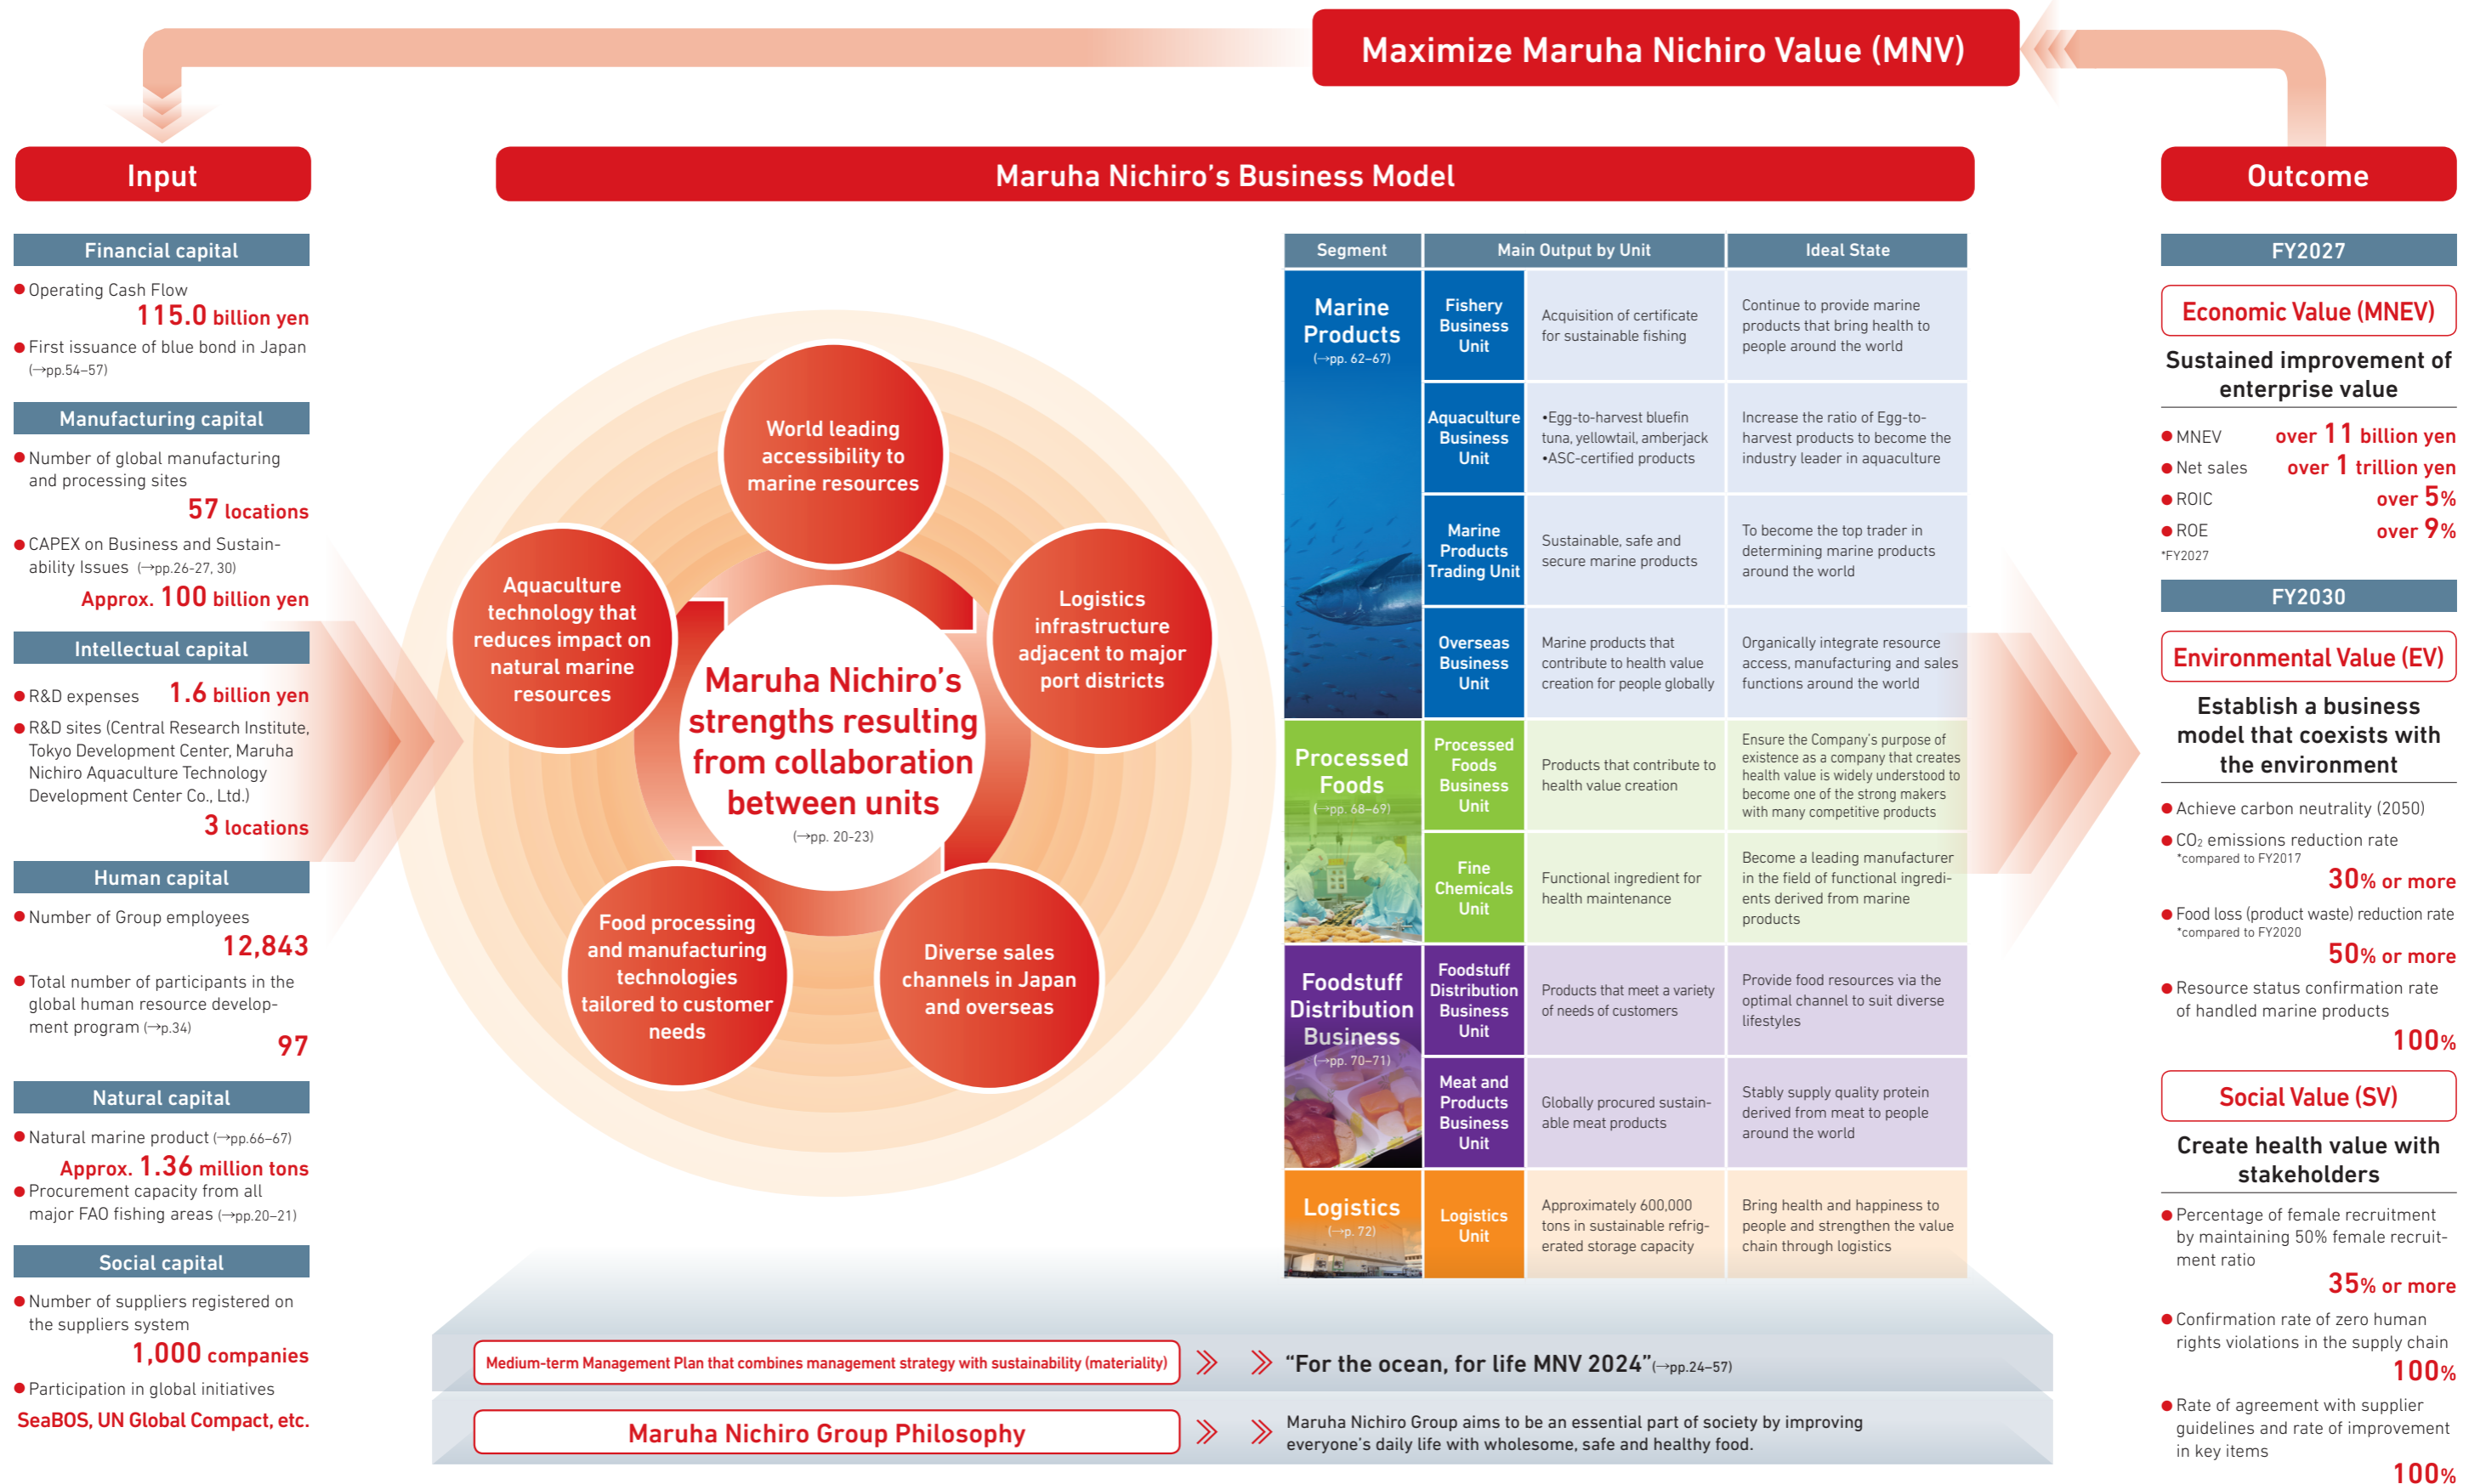 Maximize Maruha Nichiro Value (MNV)
Input
Financial capital
● Operating Cash Flow
115.0 billion yen
● First issuance of blue bond in Japan
(→pp.54–57)
Manufacturing capital
● Number of global manufacturing
and processing sites
57 locations
● CAPEX on Business and Sustain-
ability Issues (→pp.26-27, 30)
Approx. 100 billion yen
Intellectual capital
● R&D expenses 1.6 billion yen
● R&D sites (Central Research Institute,
Tokyo Development Center, Maruha
Nichiro Aquaculture Technology
Development Center Co., Ltd.)
3 locations
Human capital
● Number of Group employees
12,843
● Total number of participants in the
global human resource develop-
ment program (→p.34)
97
Natural capital
● Natural marine product (→pp.66–67)
Approx. 1.36 million tons
● Procurement capacity from all
major FAO fishing areas (→pp.20–21)
Social capital
● Number of suppliers registered on
the suppliers system
1,000 companies
● Participation in global initiatives
SeaBOS, UN Global Compact, etc.
Maruha Nichiro's Business Model
World leading
accessibility to
marine resources
Aquaculture
technology that
reduces impact on
natural marine
resources
Logistics
infrastructure
adjacent to major
port districts
Maruha Nichiro's
strengths resulting
from collaboration
between units
(→pp. 20-23)
Food processing
and manufacturing
technologies
tailored to customer
needs
Diverse sales
channels in Japan
and overseas
Segment
Main Output by Unit
Ideal State
Marine
Products
(→pp. 62–67)
Fishery
Business
Unit
Acquisition of certificate
for sustainable fishing
Continue to provide marine
products that bring health to
people around the world
Aquaculture
Business
Unit
•Egg-to-harvest bluefin
tuna, yellowtail, amberjack
•ASC-certified products
Increase the ratio of Egg-to-
harvest products to become the
industry leader in aquaculture
Marine
Products
Trading Unit
Sustainable, safe and
secure marine products
To become the top trader in
determining marine products
around the world
Overseas
Business
Unit
Marine products that
contribute to health value
creation for people globally
Organically integrate resource
access, manufacturing and sales
functions around the world
Processed
Foods
(→pp. 68–69)
Processed
Foods
Business
Unit
Products that contribute to
health value creation
Ensure the Company's purpose of
existence as a company that creates
health value is widely understood to
become one of the strong makers
with many competitive products
Fine
Chemicals
Unit
Functional ingredient for
health maintenance
Become a leading manufacturer
in the field of functional ingredi-
ents derived from marine
products
Foodstuff
Distribution
Business
(→pp. 70–71)
Foodstuff
Distribution
Business
Unit
Products that meet a variety
of needs of customers
Provide food resources via the
optimal channel to suit diverse
lifestyles
Meat and
Products
Business
Unit
Globally procured sustain-
able meat products
Stably supply quality protein
derived from meat to people
around the world
Logistics
(→p. 72)
Logistics
Unit
Approximately 600,000
tons in sustainable refrig-
erated storage capacity
Bring health and happiness to
people and strengthen the value
chain through logistics
Medium-term Management Plan that combines management strategy with sustainability (materiality)
"For the ocean, for life MNV 2024" (→pp.24–57)
Maruha Nichiro Group Philosophy
Maruha Nichiro Group aims to be an essential part of society by improving
everyone's daily life with wholesome, safe and healthy food.
Outcome
FY2027
Economic Value (MNEV)
Sustained improvement of
enterprise value
● MNEV over 11 billion yen
● Net sales over 1 trillion yen
● ROIC over 5%
● ROE over 9%
*FY2027
FY2030
Environmental Value (EV)
Establish a business
model that coexists with
the environment
● Achieve carbon neutrality (2050)
● CO₂ emissions reduction rate
*compared to FY2017
30% or more
● Food loss (product waste) reduction rate
*compared to FY2020
50% or more
● Resource status confirmation rate
of handled marine products
100%
Social Value (SV)
Create health value with
stakeholders
● Percentage of female recruitment
by maintaining 50% female recruit-
ment ratio
35% or more
● Confirmation rate of zero human
rights violations in the supply chain
100%
● Rate of agreement with supplier
guidelines and rate of improvement
in key items
100%